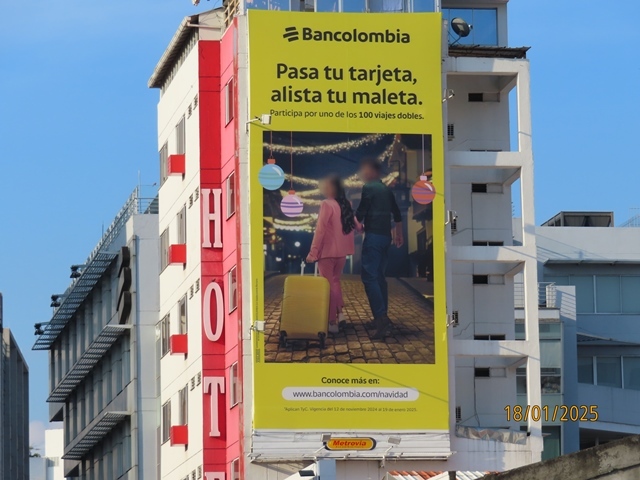 Bancolombia
Pasa tu tarjeta,
alista tu maleta.
Participa por uno de los 100 viajes dobles.
Conoce más en:
www.bancolombia.com/navidad
Metrovía
HOT
18/01/2025